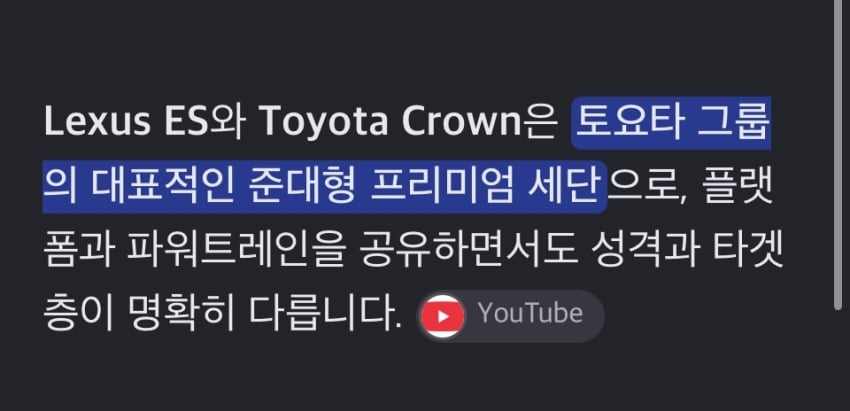 Lexus ES와 Toyota Crown은 토요타 그룹
의 대표적인 준대형 프리미엄 세단으로, 플랫
폼과 파워트레인을 공유하면서도 성격과 타겟
층이 명확히 다릅니다. YouTube